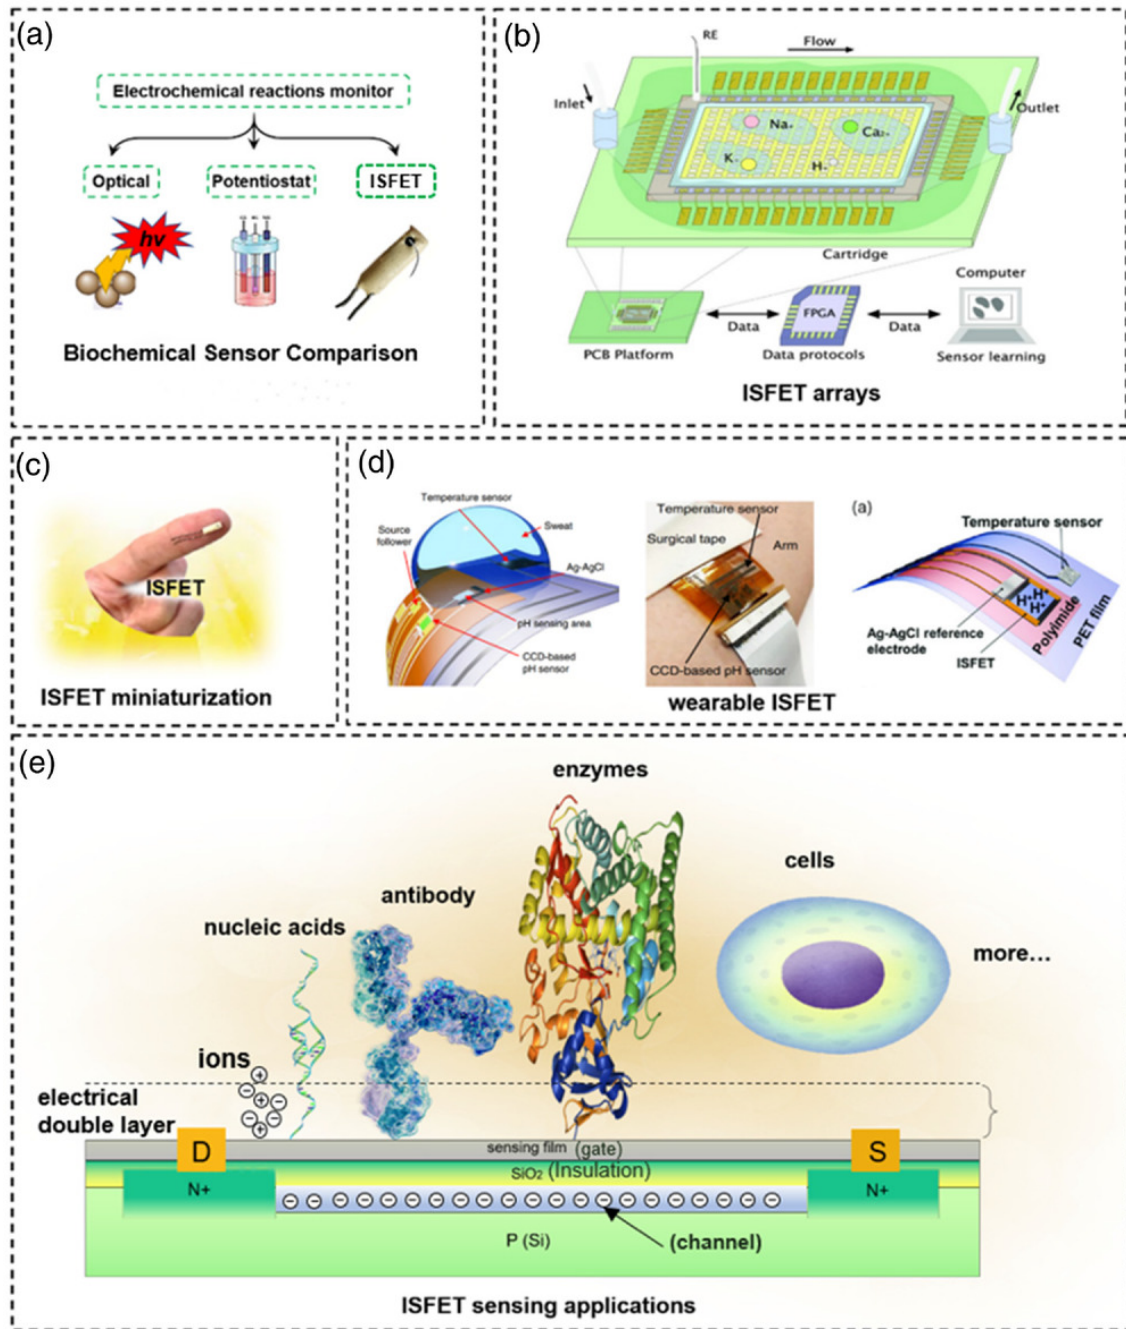 (a)
Electrochemical reactions monitor
Optical
Potentiostat
ISFET
hv
Biochemical Sensor Comparison
(b)
RE
Flow
Inlet
Outlet
Na+
Ca2+
K+
H+
Cartridge
Computer
FPGA
Data
Data
PCB Platform
Data protocols
Sensor learning
ISFET arrays
(c)
ISFET
ISFET miniaturization
(d)
Temperature sensor
Source
follower
Sweat
Ag-AgCl
pH sensing area
CCD-based
pH sensor
Temperature sensor
Surgical tape
Arm
CCD-based pH sensor
(a)
Temperature sensor
H+ H+
H+
Ag-AgCl reference
electrode
ISFET
Polyimide
PET film
wearable ISFET
(e)
enzymes
cells
antibody
nucleic acids
more...
ions
electrical
double layer
D
S
sensing film (gate)
SiO2 (Insulation)
N+
N+
P (Si)
(channel)
ISFET sensing applications